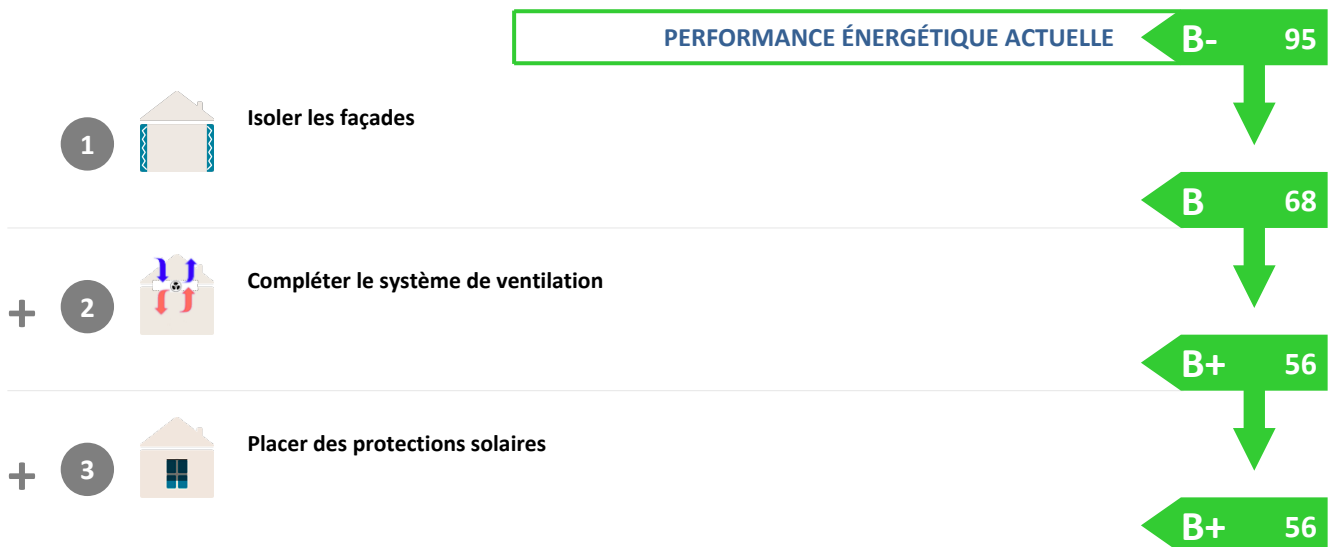 PERFORMANCE ÉNERGÉTIQUE ACTUELLE B- 95
1 Isoler les façades
B 68
+ 2 Compléter le système de ventilation
B+ 56
+ 3 Placer des protections solaires
B+ 56